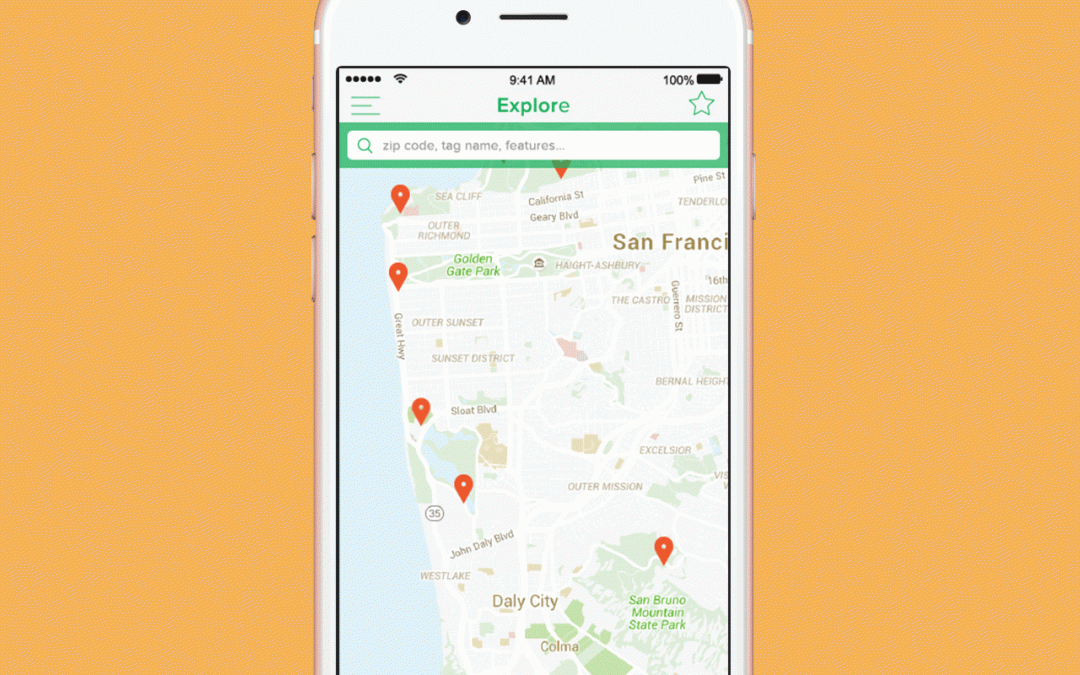 9:41 AM
100%
Explore
zip code, tag name, features...
Pine St
SEA CLIFF
California St
TENDERLO
Geary Blvd
OUTER
RICHMOND
San Franci
Golden
Gate Park
HAIGHT-ASHBURY
16th
Guerrero St
THE CASTRO
MISSION
DISTRICT
Great Hwy
OUTER SUNSET
SUNSET DISTRICT
BERNAL HEIGH
Sloat Blvd
EXCELSIOR
VIS
OUTER MISSION
35
John Daly Blvd
WESTLAKE
Daly City
San Bruno
Mountain
State Park
Colma